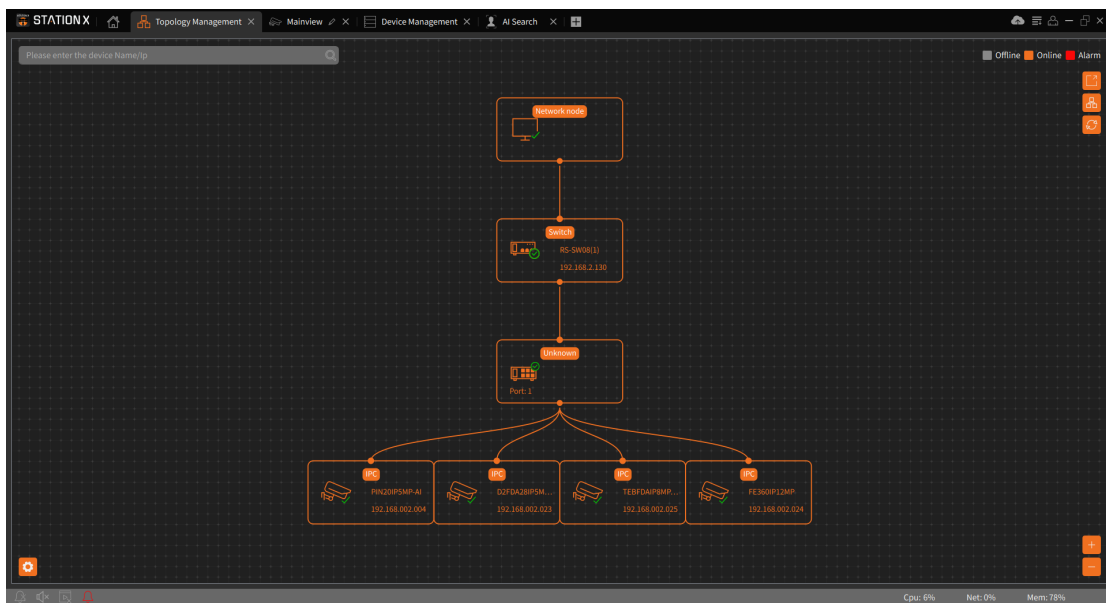 STATION X
Topology Management
Mainview
Device Management
AI Search
Please enter the device Name/Ip
Offline
Online
Alarm
Network node
Switch
RS-SW08(1)
192.168.2.130
Unknown
Port: 1
IPC
PIN20IP5MP-AI
192.168.002.004
IPC
D2FDA28IP5M...
192.168.002.023
IPC
TEBFDAIP8MP...
192.168.002.025
IPC
FE360IP12MP
192.168.002.024
Cpu: 6%
Net: 0%
Mem: 78%